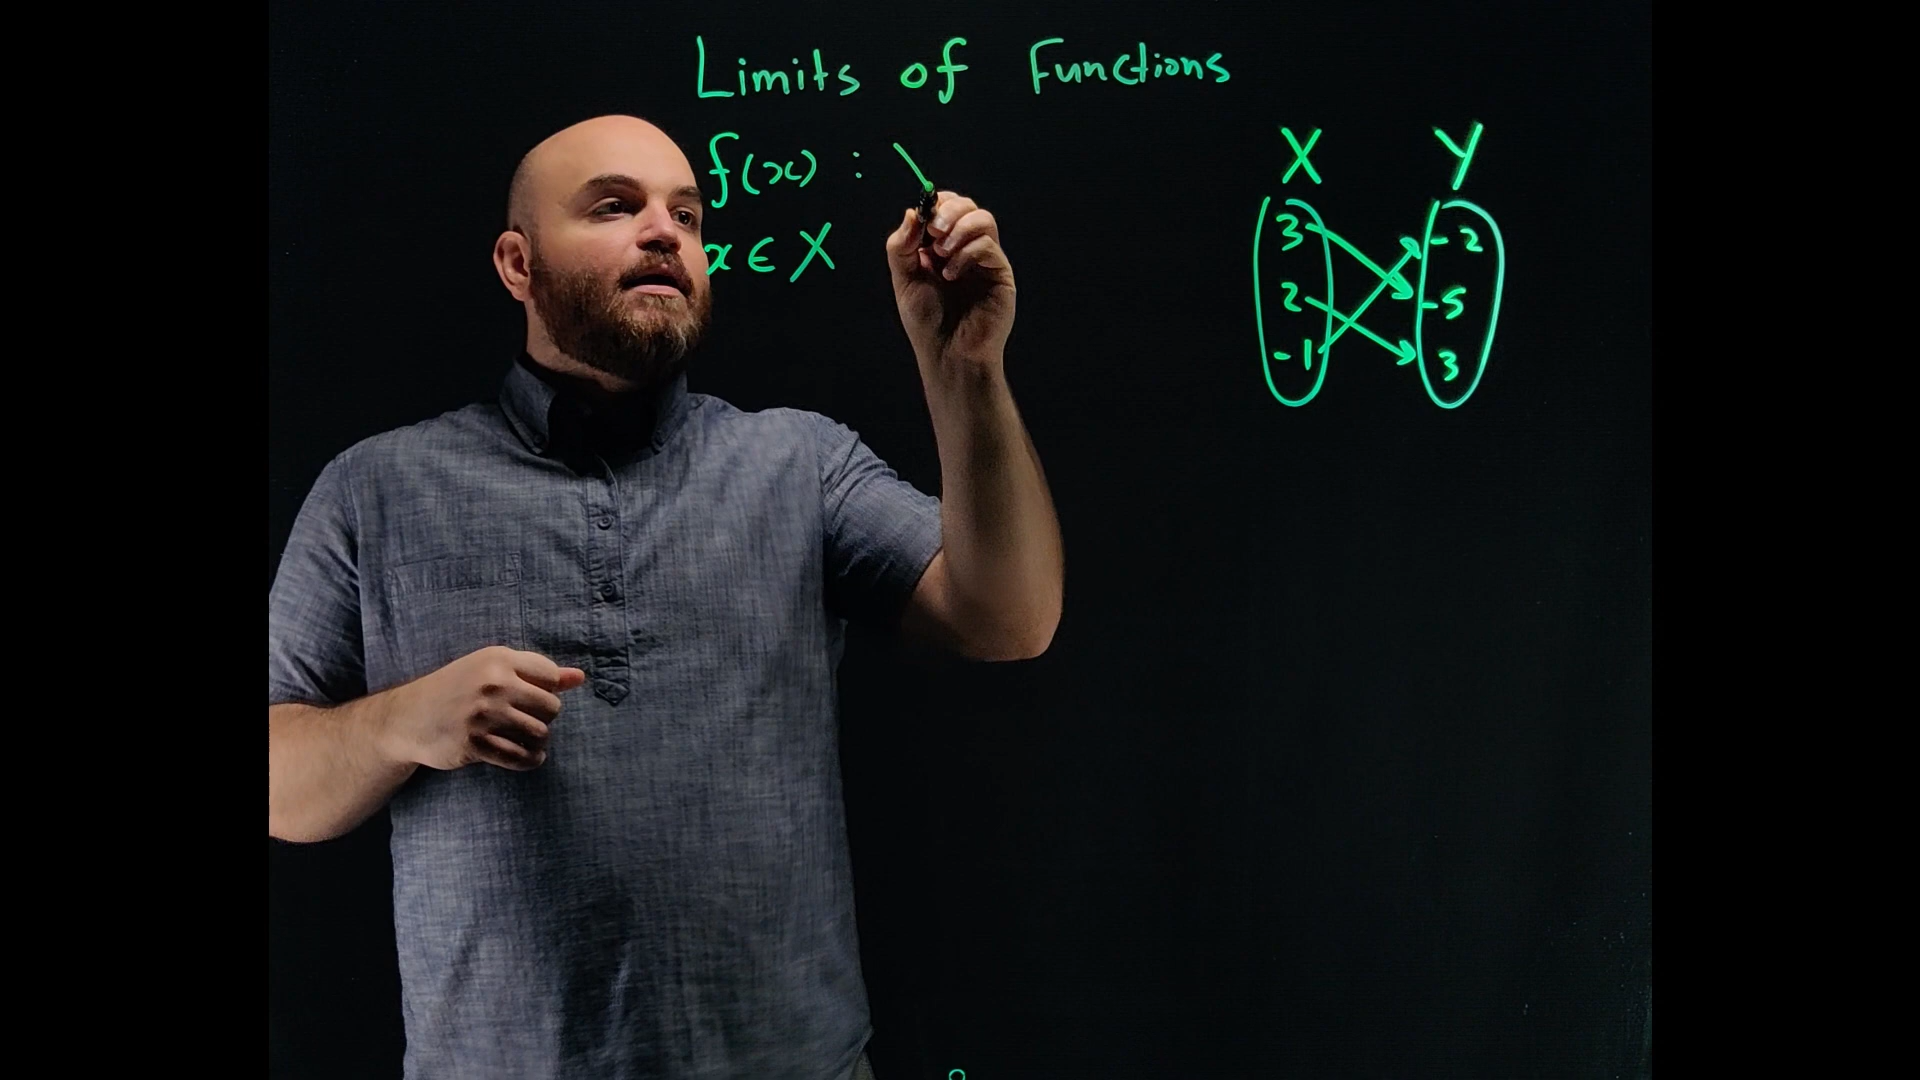 Limits of Functions
f(x) :
x ∈ X
X Y
3 -2
2 -5
-1 3